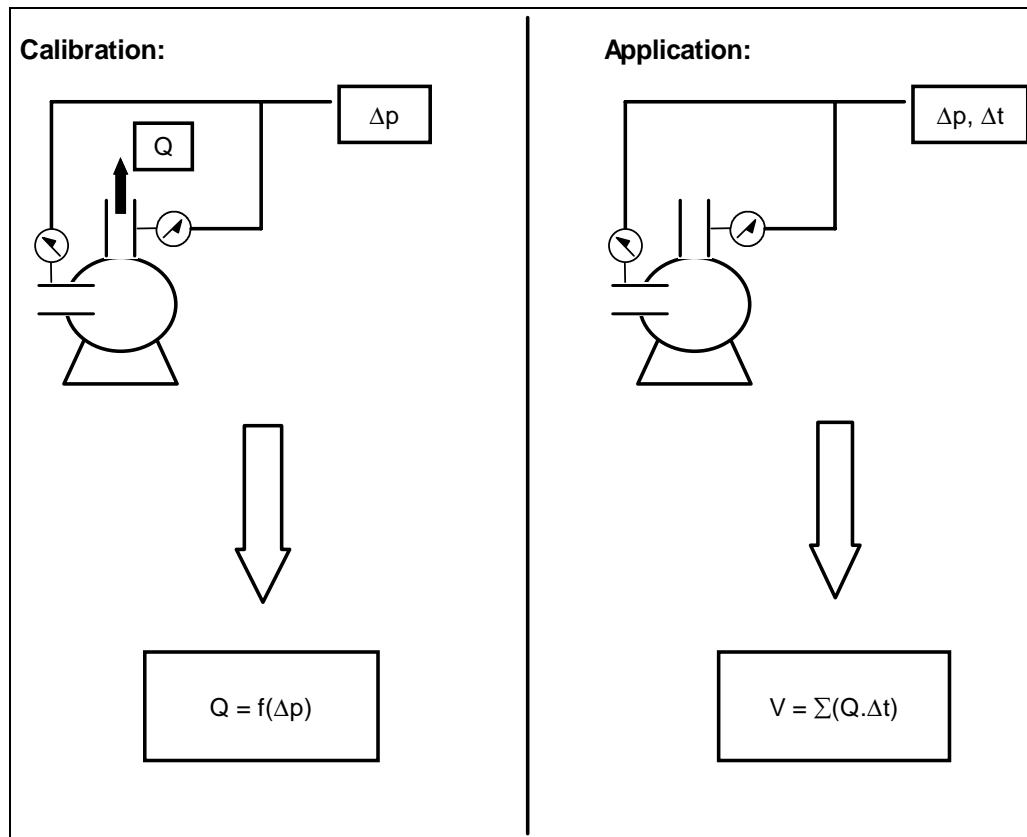 Calibration:
Δp
Q
Q = f(Δp)
Application:
Δp, Δt
V = ∑(Q.Δt)